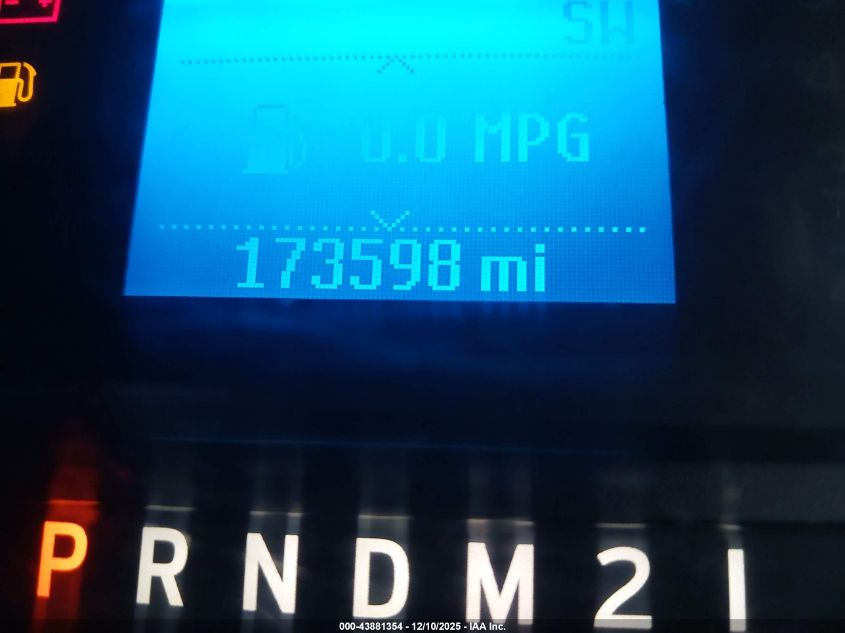 SW
0.0 MPG
173598 mi
P R N D M 2 1
000-43881354 - 12/10/2025 - IAA Inc.